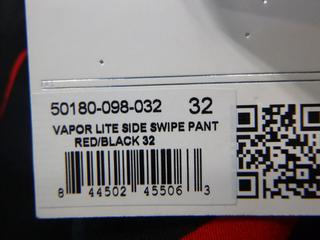 50180-098-032 32
VAPOR LITE SIDE SWIPE PANT
RED/BLACK 32
8 44502 45506 3